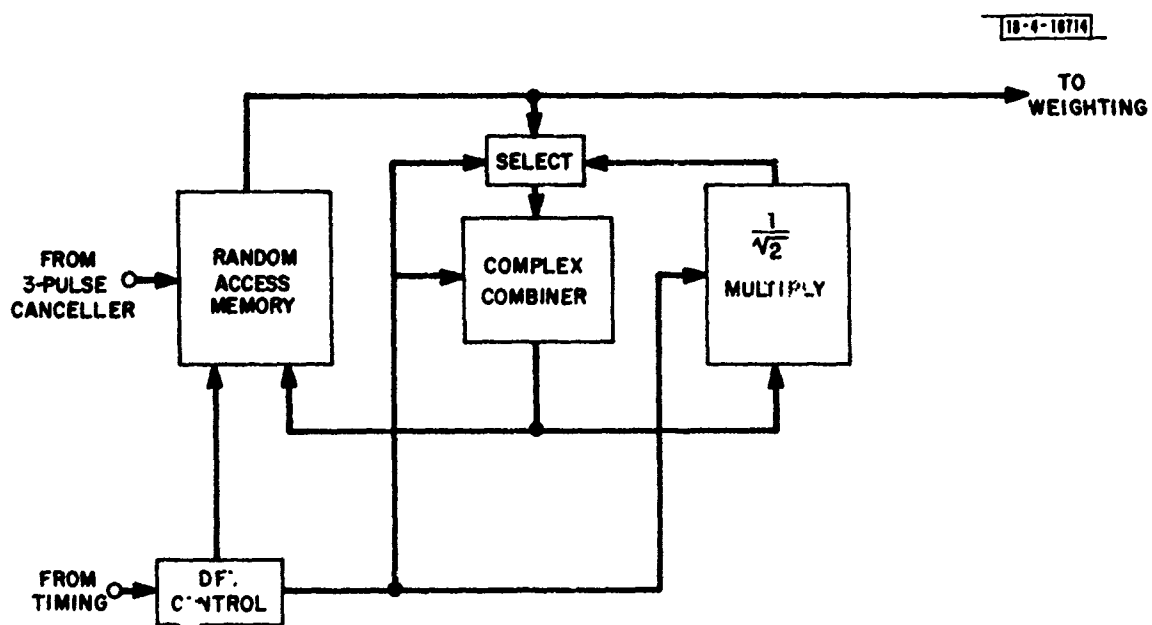 18-4-16714
TO
WEIGHTING
SELECT
FROM
3-PULSE
CANCELLER
RANDOM
ACCESS
MEMORY
COMPLEX
COMBINER
1
√2
MULTIPLY
FROM
TIMING
CONTROL